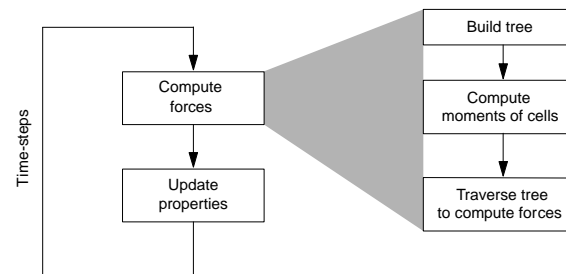 Time-steps
Compute
forces
Update
properties
Build tree
Compute
moments of cells
Traverse tree
to compute forces